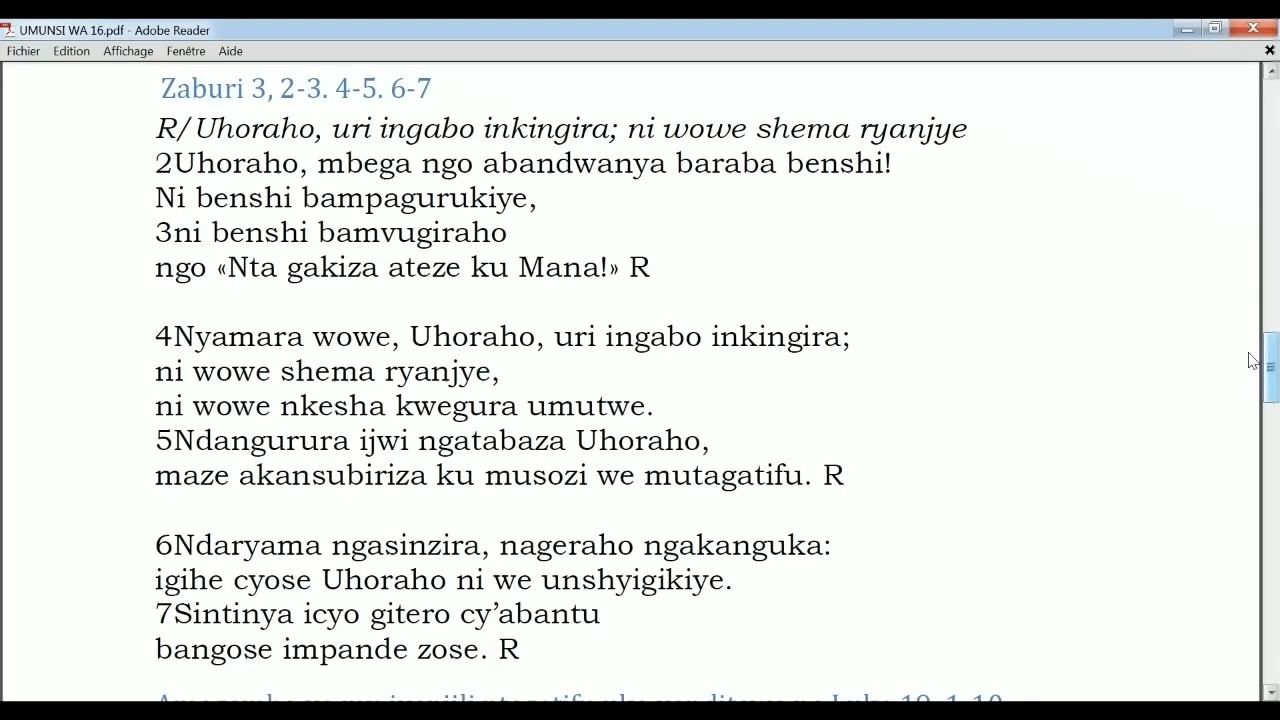 UMUNSI WA 16.pdf - Adobe Reader
Fichier Edition Affichage Fenêtre Aide
Zaburi 3, 2-3. 4-5. 6-7
R/Uhoraho, uri ingabo inkingira; ni wowe shema ryanjye
2Uhoraho, mbega ngo abandwanya baraba benshi!
Ni benshi bampagurukiye,
3ni benshi bamvugiraho
ngo «Nta gakiza ateze ku Mana!» R
4Nyamara wowe, Uhoraho, uri ingabo inkingira;
ni wowe shema ryanjye,
ni wowe nkesha kwegura umutwe.
5Ndangurura ijwi ngatabaza Uhoraho,
maze akansubiriza ku musozi we mutagatifu. R
6Ndaryama ngasinzira, nageraho ngakanguka:
igihe cyose Uhoraho ni we unshyigikiye.
7Sintinya icyo gitero cy’abantu
bangose impande zose. R